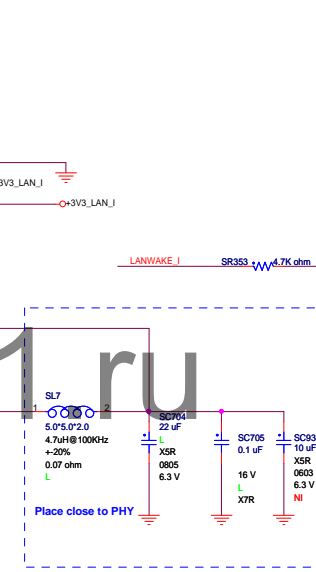 3V3_LAN_I
+3V3_LAN_I
LANWAKE_I
SR353 4.7K ohm
1 ru
SL7
1 2
5.0*5.0*2.0
4.7uH@100KHz
+-20%
0.07 ohm
L
SC704
22 uF
L
X5R
0805
6.3 V
SC705
0.1 uF
16 V
L
X7R
SC93
10 uF
X5R
0603
6.3 V
NI
Place close to PHY